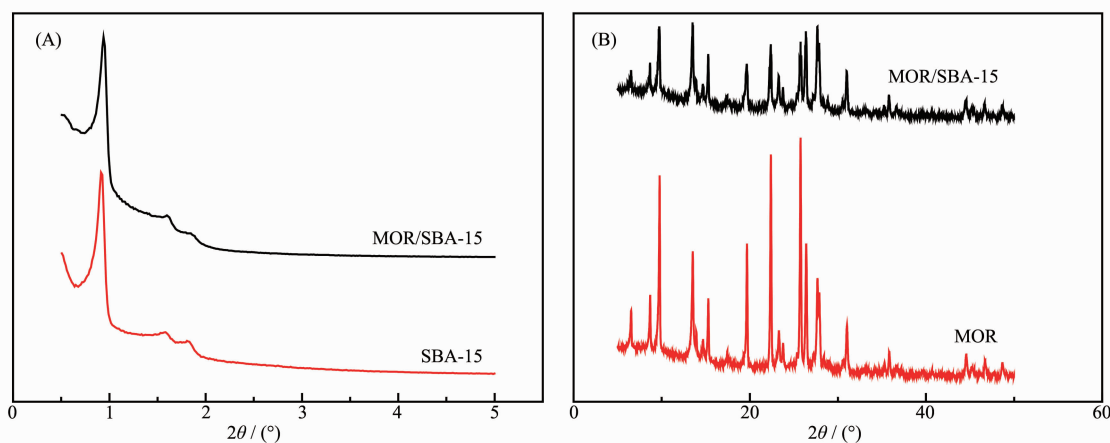 (A)
MOR/SBA-15
SBA-15
0 1 2 3 4 5
2θ / (°)
(B)
MOR/SBA-15
MOR
0 20 40 60
2θ / (°)